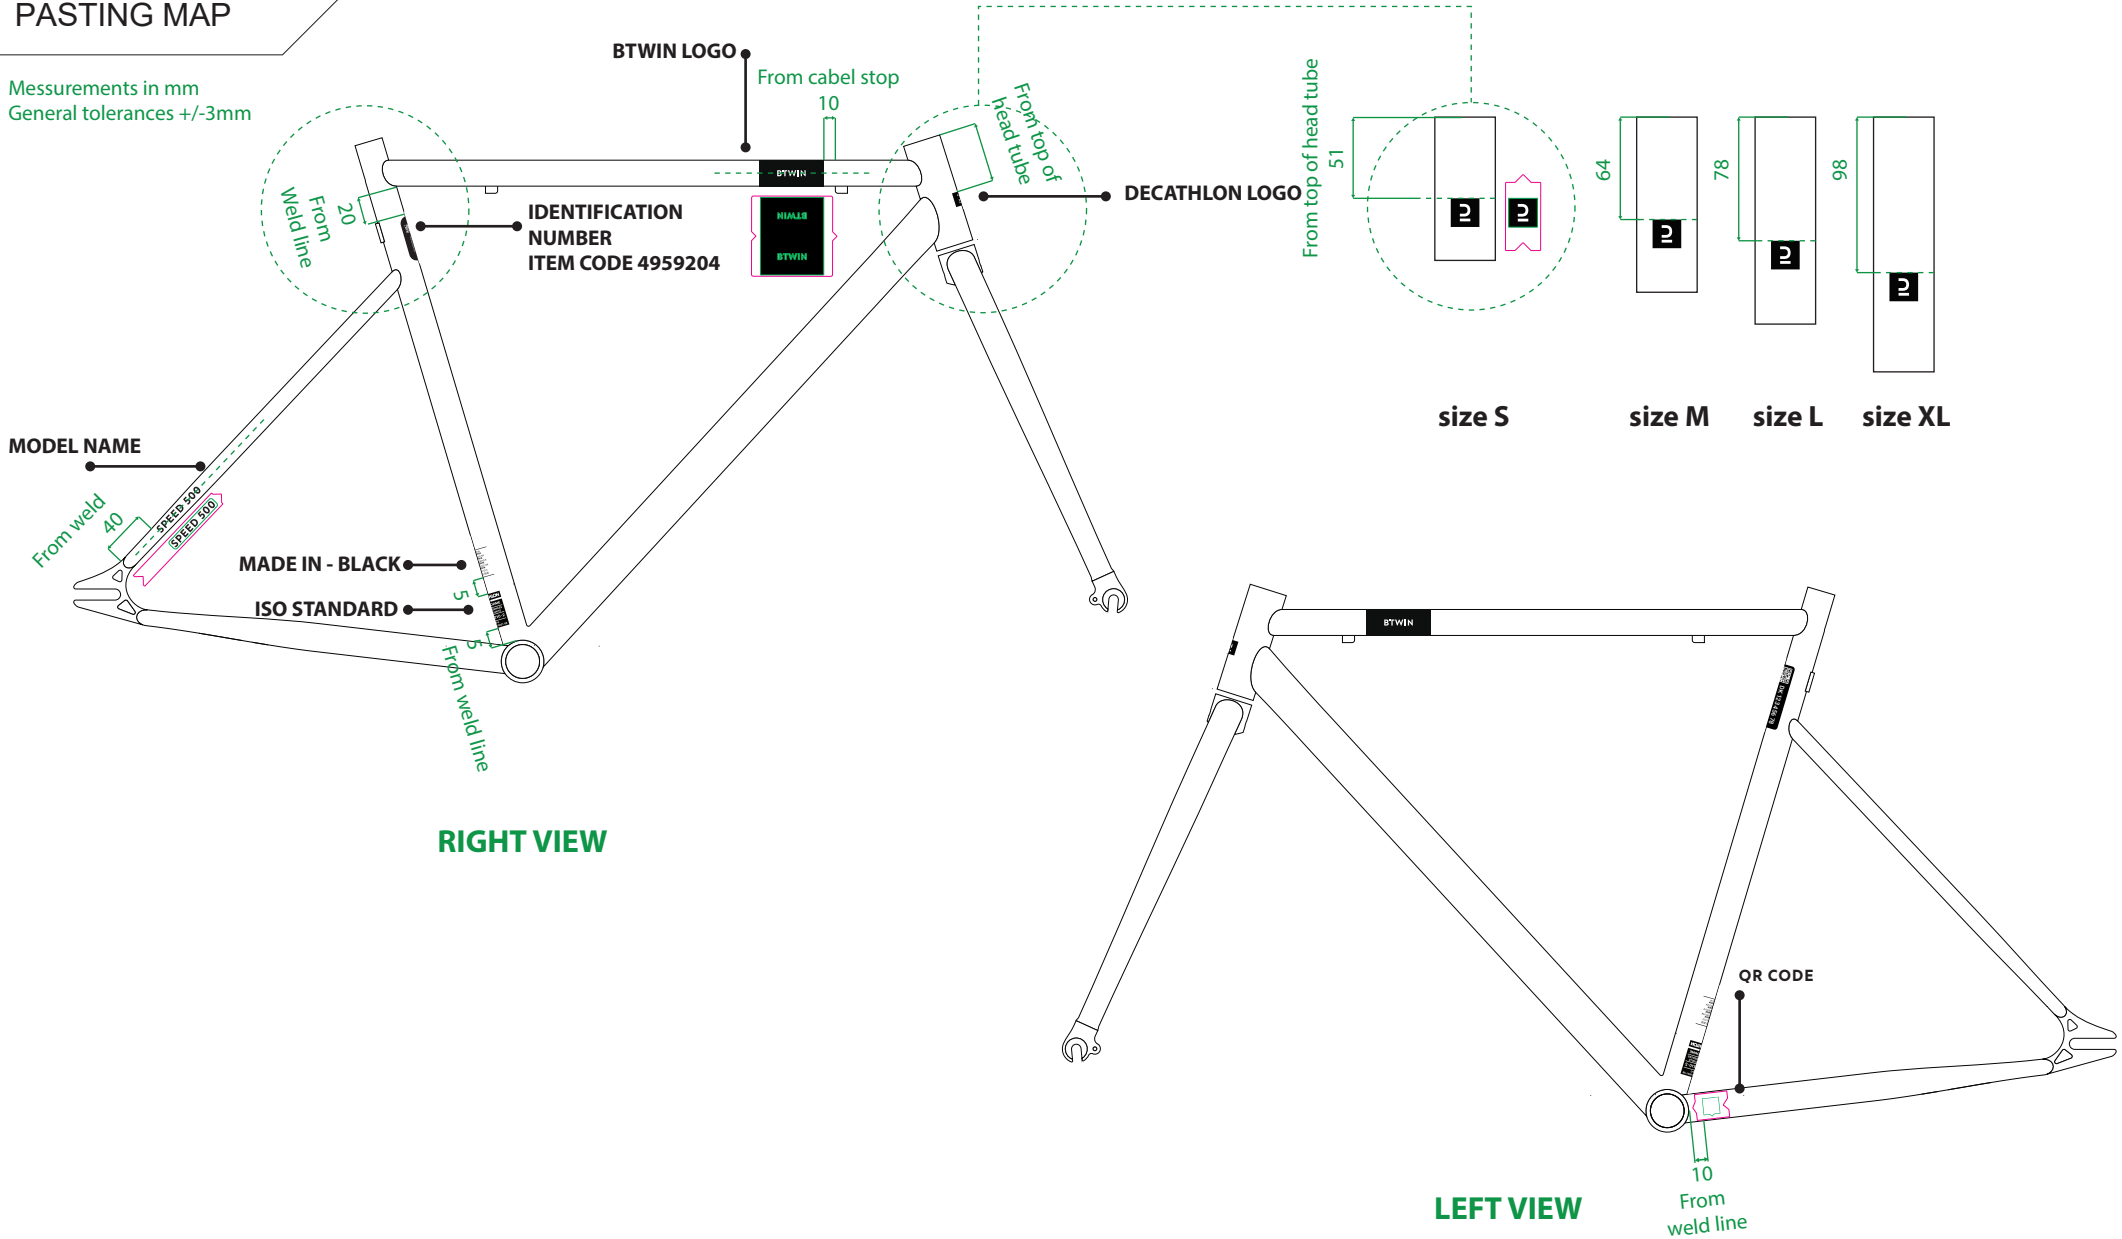 PASTING MAP
Messurements in mm
General tolerances +/-3mm
BTWIN LOGO
From cabel stop
10
BTWIN
BTWIN
BTWIN
From top of
head tube
DECATHLON LOGO
From
Weld line
20
IDENTIFICATION
NUMBER
ITEM CODE 4959204
MODEL NAME
From weld
40
SPEED 500
SPEED 500
MADE IN - BLACK
5
ISO STANDARD
5
From weld line
RIGHT VIEW
From top of head tube
51
64
78
98
size S
size M
size L
size XL
BTWIN
QR CODE
10
From
weld line
LEFT VIEW